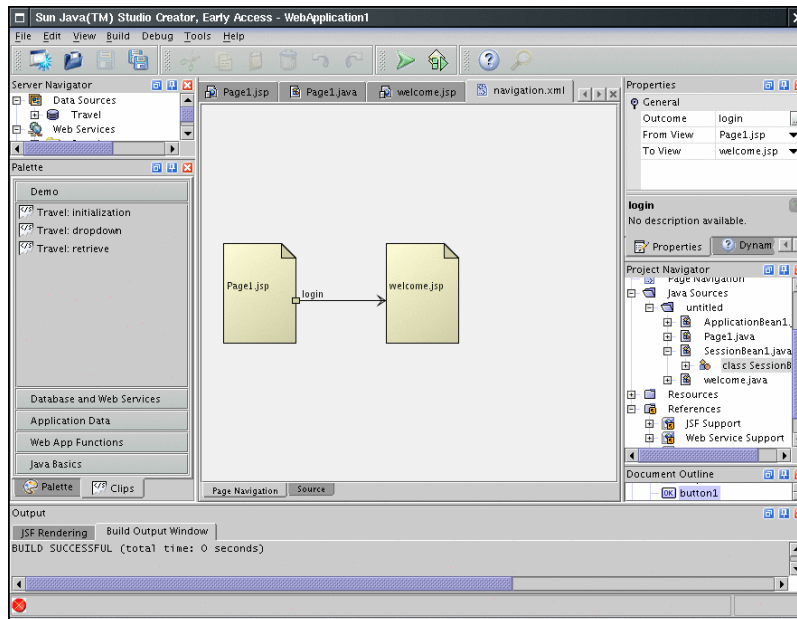 Sun Java(TM) Studio Creator, Early Access - WebApplication1
File Edit View Build Debug Tools Help
Server Navigator
Data Sources
Travel
Web Services
Palette
Demo
Travel: initialization
Travel: dropdown
Travel: retrieve
Database and Web Services
Application Data
Web App Functions
Java Basics
Palette Clips
Page1.jsp Page1.java welcome.jsp navigation.xml
Page1.jsp
login
welcome.jsp
Page Navigation Source
Properties
General
Outcome login
From View Page1.jsp
To View welcome.jsp
login
No description available.
Properties Dynam
Project Navigator
Page Navigation
Java Sources
untitled
ApplicationBean1.
Page1.java
SessionBean1.java
class SessionB
welcome.java
Resources
References
JSF Support
Web Service Support
Document Outline
OK button1
Output
JSF Rendering Build Output Window
BUILD SUCCESSFUL (total time: 0 seconds)